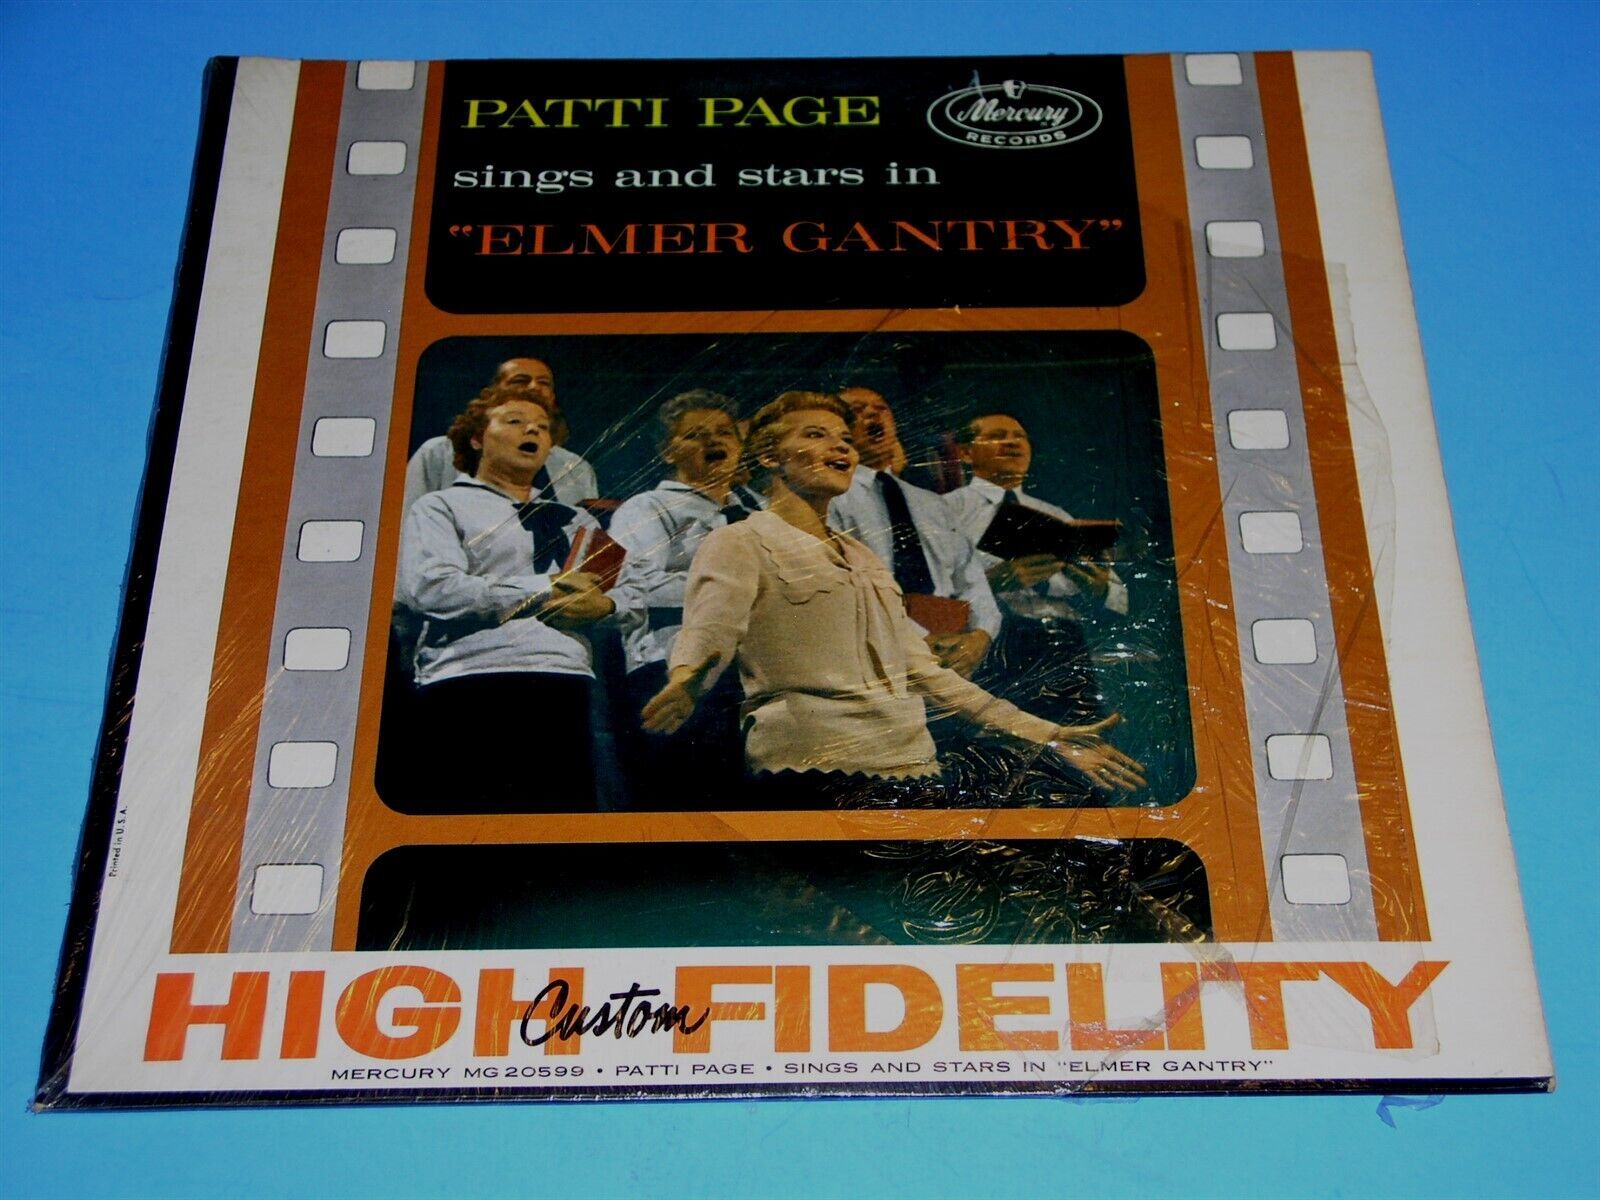 PATTI PAGE
Mercury
RECORDS
sings and stars in
“ELMER GANTRY”
Printed in U.S.A.
HIGH FIDELITY
Custom
MERCURY MG 20599 • PATTI PAGE • SINGS AND STARS IN "ELMER GANTRY"